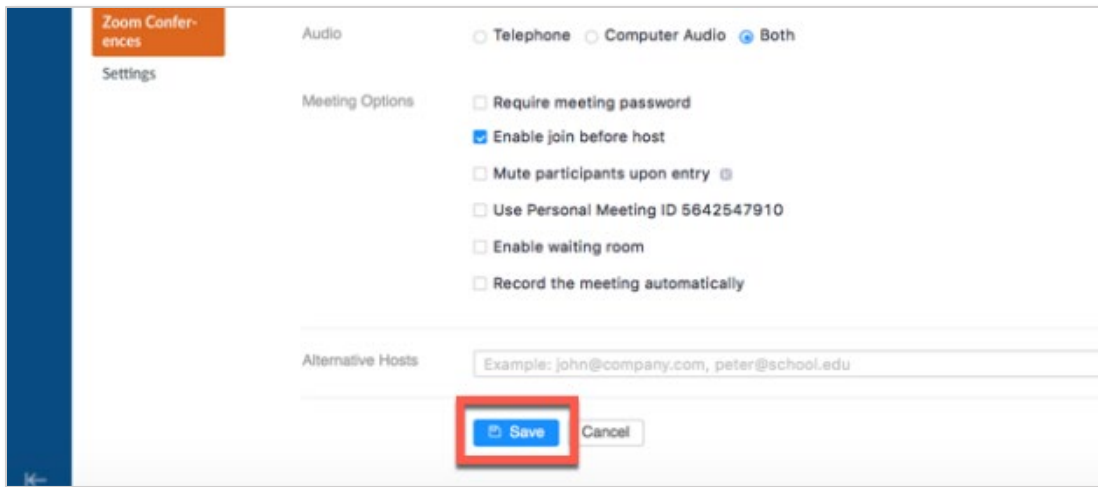 Zoom Confer-
ences
Settings
Audio
Telephone Computer Audio Both
Meeting Options
Require meeting password
Enable join before host
Mute participants upon entry
Use Personal Meeting ID 5642547910
Enable waiting room
Record the meeting automatically
Alternative Hosts
Example: john@company.com, peter@school.edu
Save Cancel